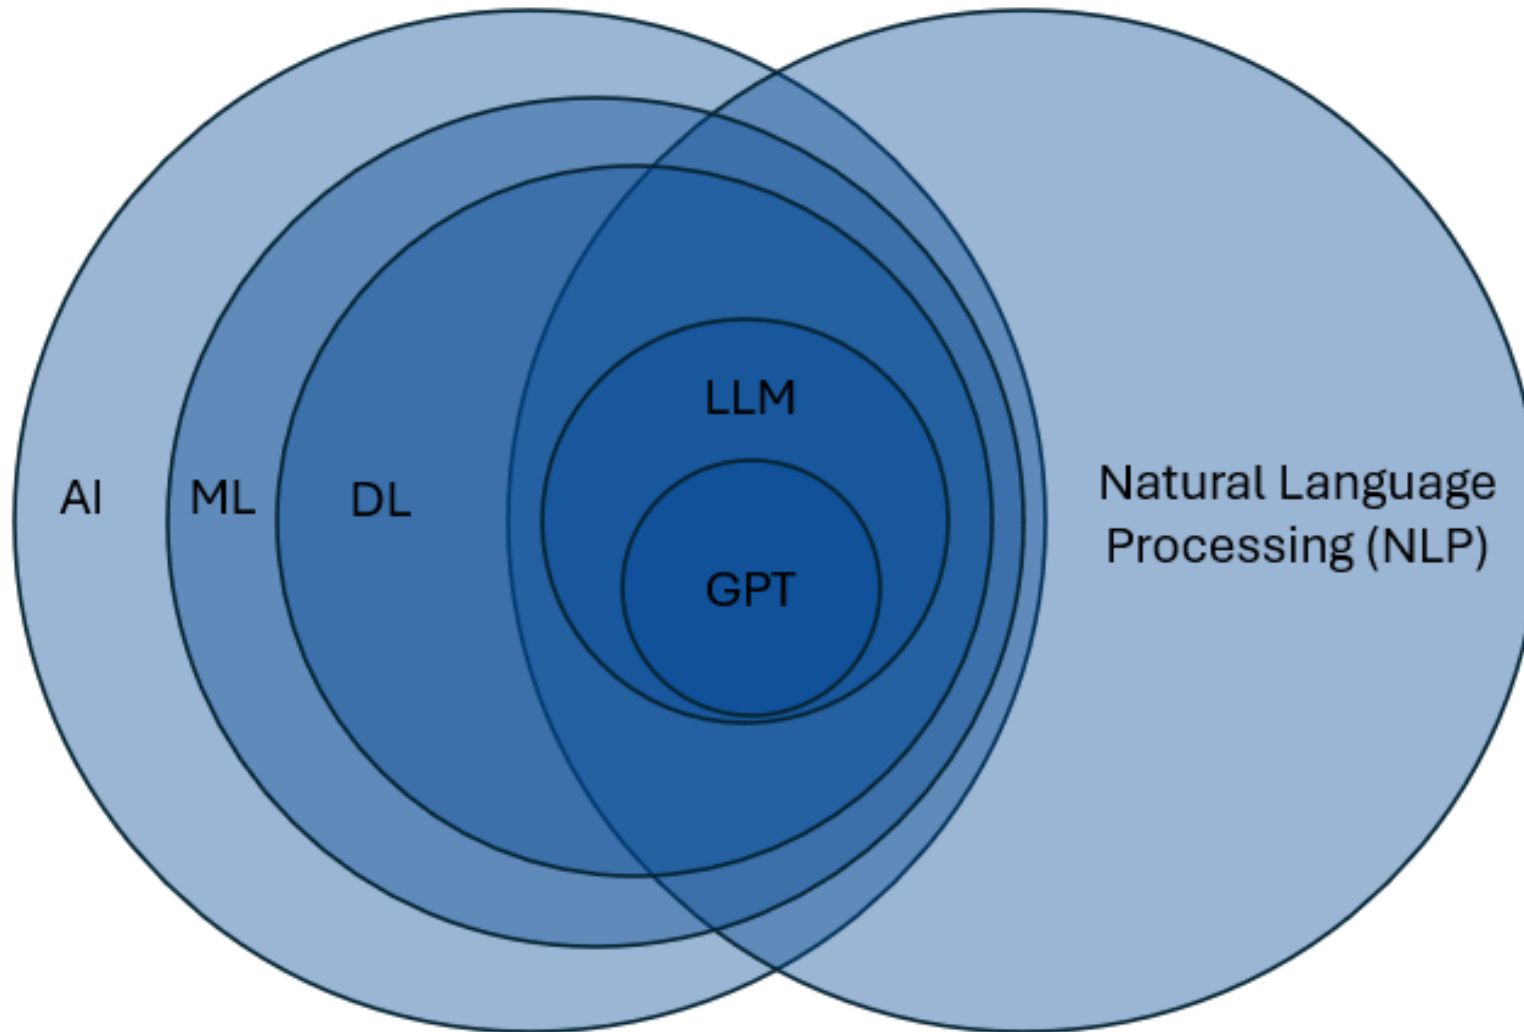 AI
ML
DL
LLM
GPT
Natural Language
Processing (NLP)